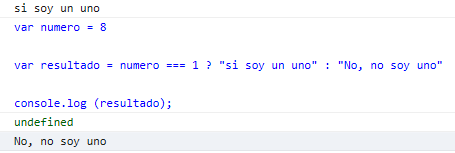 si soy un uno
var numero = 8
var resultado = numero === 1 ? "si soy un uno" : "No, no soy uno"
console.log (resultado);
undefined
No, no soy uno